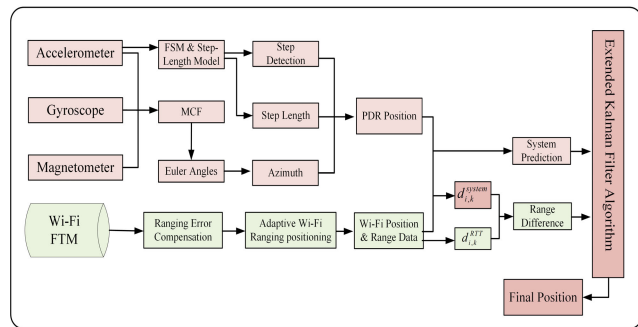 Accelerometer
Gyroscope
Magnetometer
Wi-Fi
FTM
FSM & Step-
Length Model
MCF
Euler Angles
Ranging Error
Compensation
Step
Detection
Step Length
Azimuth
Adaptive Wi-Fi
Ranging positioning
PDR Position
Wi-Fi Position
& Range Data
d_{i,k}^{system}
d_{i,k}^{RTT}
System
Prediction
Range
Difference
Extended Kalman Filter Algorithm
Final Position